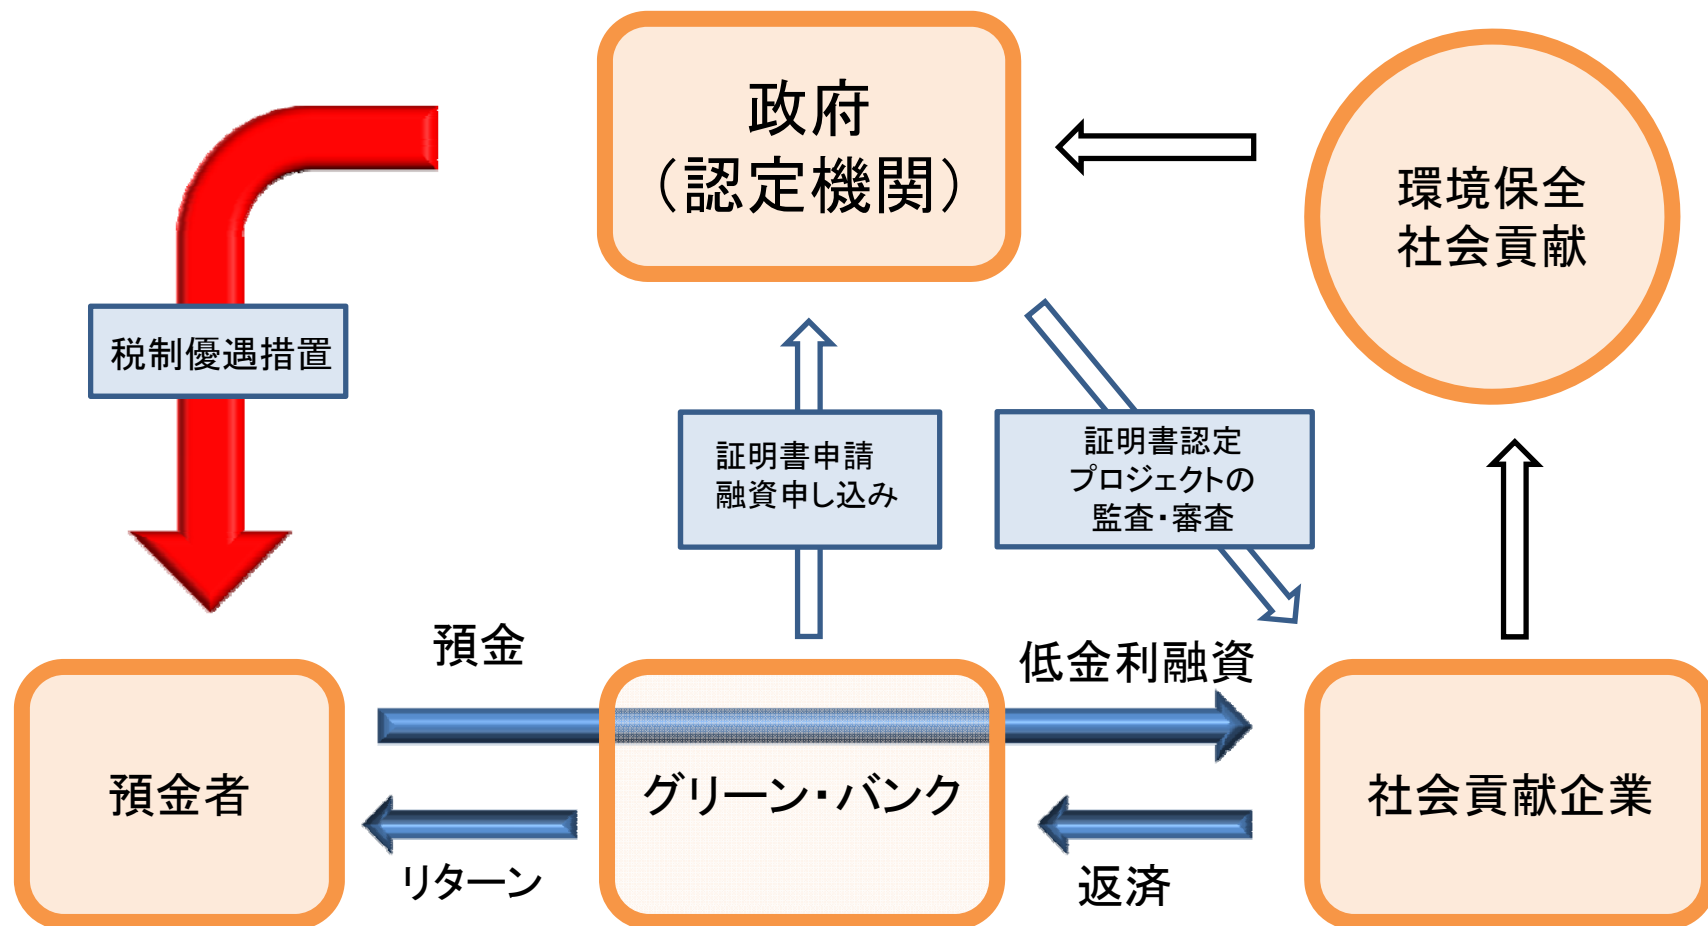 政府
（認定機関）
環境保全
社会貢献
税制優遇措置
証明書申請
融資申し込み
証明書認定
プロジェクトの
監査・審査
預金
低金利融資
預金者
グリーン・バンク
社会貢献企業
リターン
返済